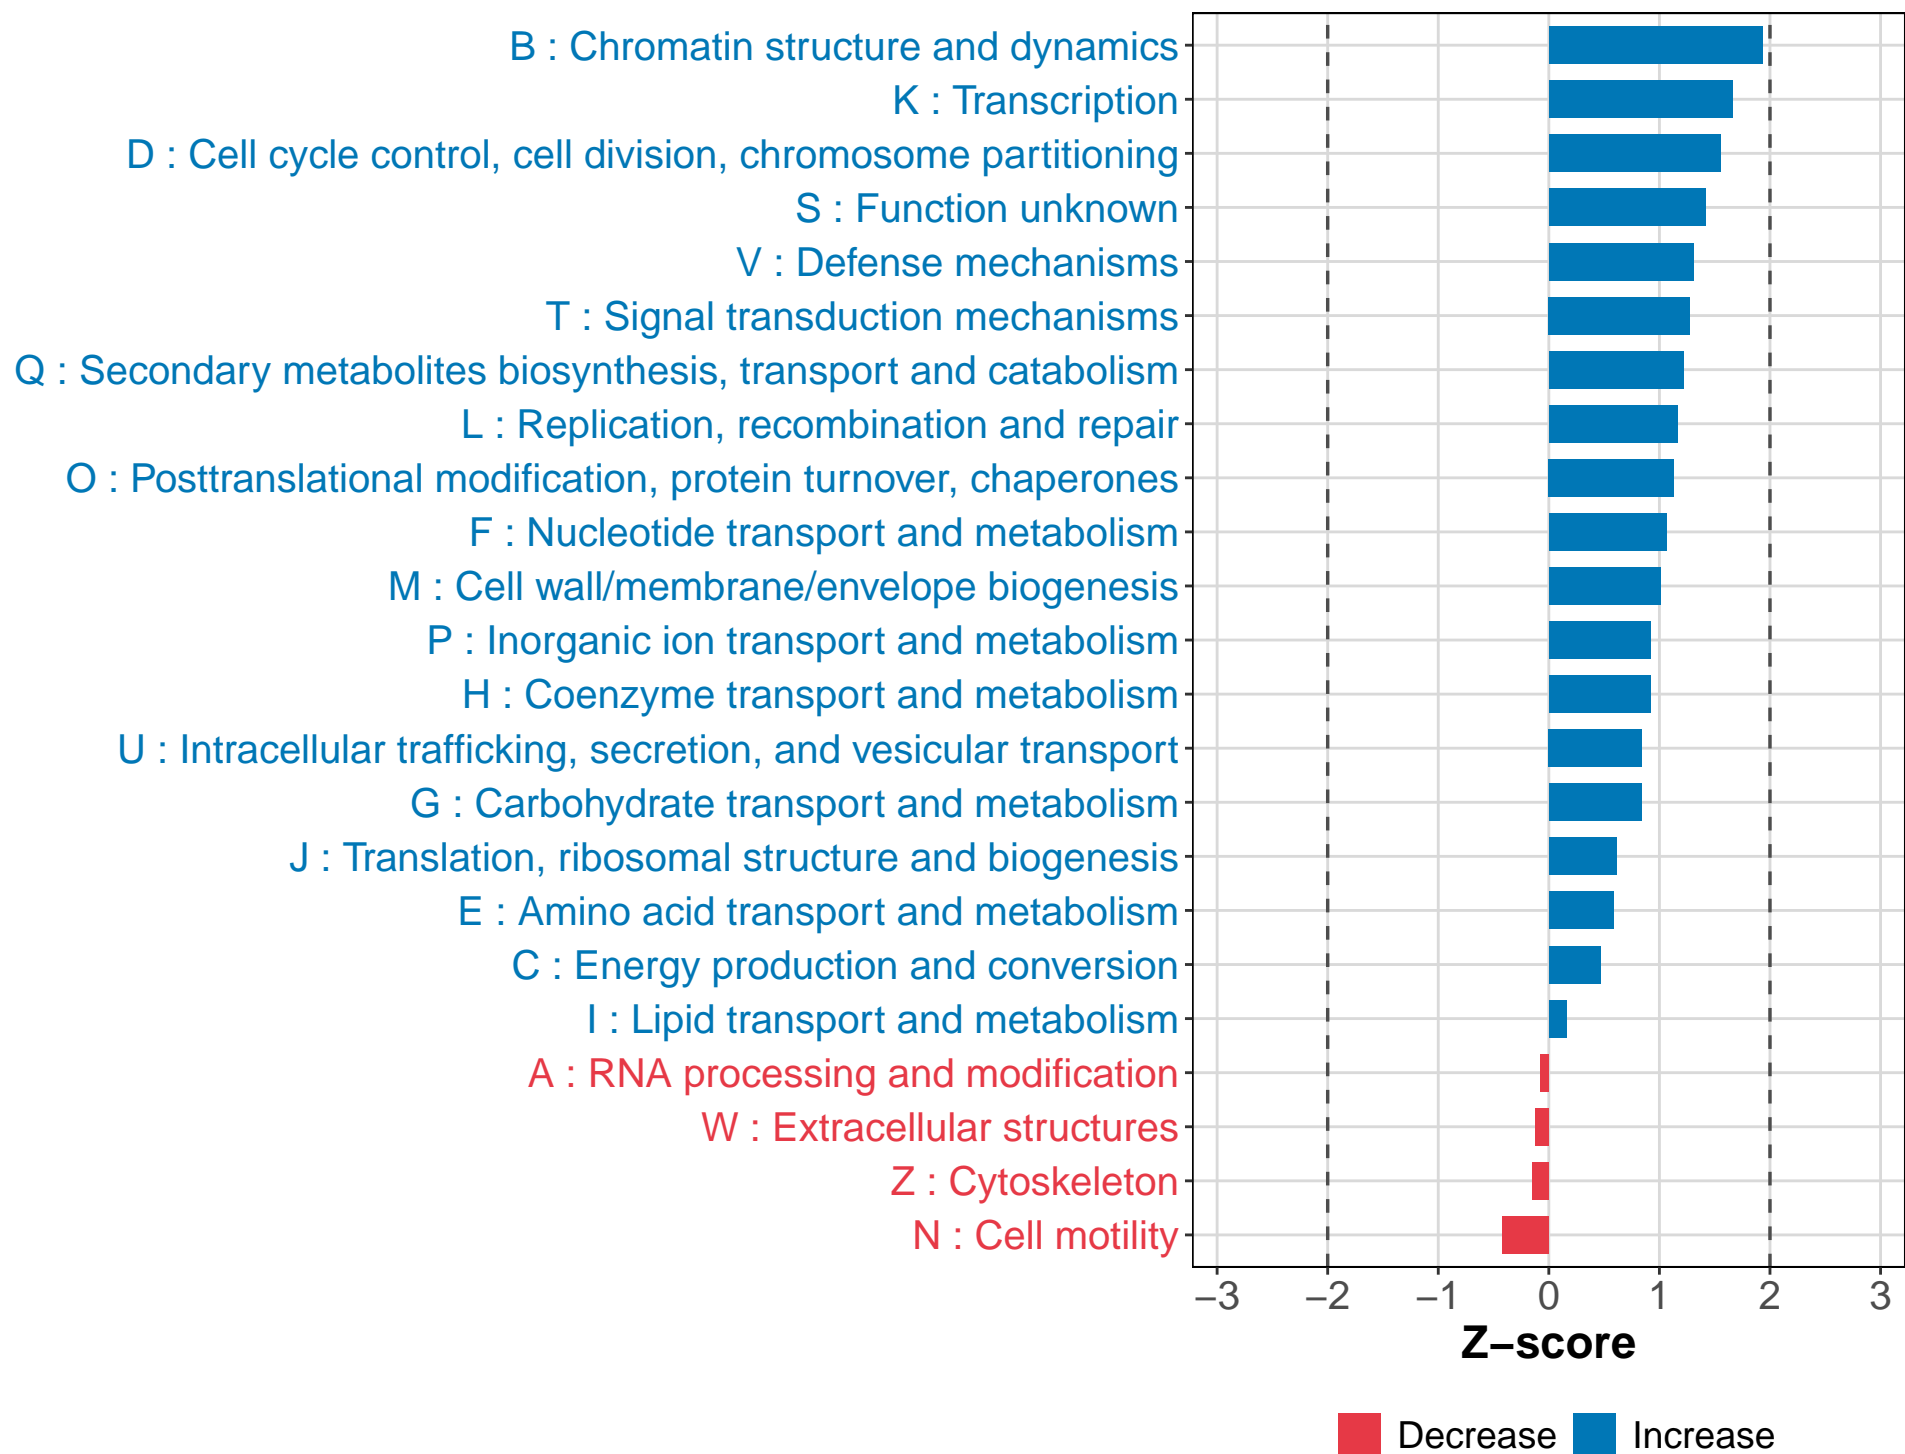 B : Chromatin structure and dynamics
K : Transcription
D : Cell cycle control, cell division, chromosome partitioning
S : Function unknown
V : Defense mechanisms
T : Signal transduction mechanisms
Q : Secondary metabolites biosynthesis, transport and catabolism
L : Replication, recombination and repair
O : Posttranslational modification, protein turnover, chaperones
F : Nucleotide transport and metabolism
M : Cell wall/membrane/envelope biogenesis
P : Inorganic ion transport and metabolism
H : Coenzyme transport and metabolism
U : Intracellular trafficking, secretion, and vesicular transport
G : Carbohydrate transport and metabolism
J : Translation, ribosomal structure and biogenesis
E : Amino acid transport and metabolism
C : Energy production and conversion
I : Lipid transport and metabolism
A : RNA processing and modification
W : Extracellular structures
Z : Cytoskeleton
N : Cell motility
−3 −2 −1 0 1 2 3
Z−score
Decrease Increase